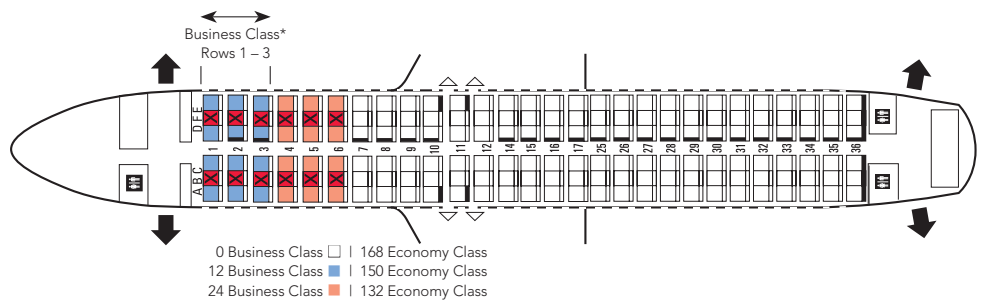 Business Class*
Rows 1 – 3
D F E
1 2 3 4 5 6 7 8 9 10 11 12 14 15 16 17 25 26 27 28 29 30 31 32 33 34 35 36
A B C
0 Business Class | 168 Economy Class
12 Business Class | 150 Economy Class
24 Business Class | 132 Economy Class